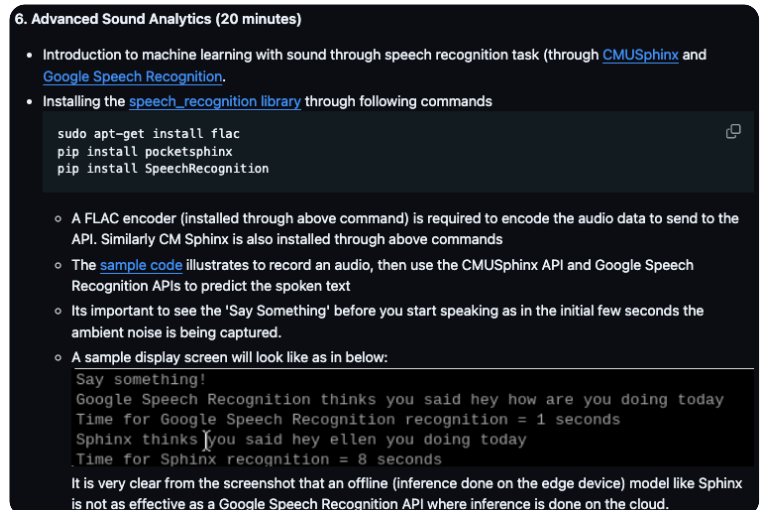 6. Advanced Sound Analytics (20 minutes)
• Introduction to machine learning with sound through speech recognition task (through CMUSphinx and
Google Speech Recognition.
• Installing the speech_recognition library through following commands
sudo apt-get install flac
pip install pocketsphinx
pip install SpeechRecognition
◦ A FLAC encoder (installed through above command) is required to encode the audio data to send to the
API. Similarly CM Sphinx is also installed through above commands
◦ The sample code illustrates to record an audio, then use the CMUSphinx API and Google Speech
Recognition APIs to predict the spoken text
◦ Its important to see the 'Say Something' before you start speaking as in the initial few seconds the
ambient noise is being captured.
◦ A sample display screen will look like as in below:
Say something!
Google Speech Recognition thinks you said hey how are you doing today
Time for Google Speech Recognition recognition = 1 seconds
Sphinx thinks you said hey ellen you doing today
Time for Sphinx recognition = 8 seconds
It is very clear from the screenshot that an offline (inference done on the edge device) model like Sphinx
is not as effective as a Google Speech Recognition API where inference is done on the cloud.